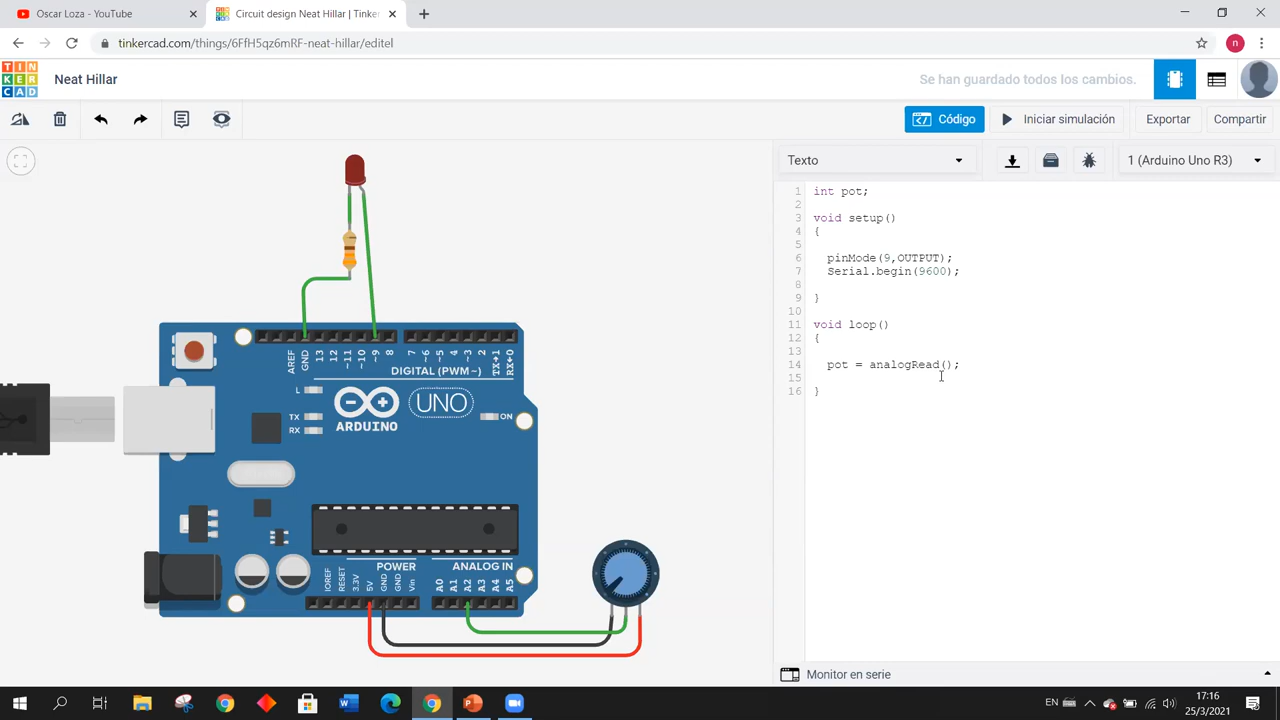 Oscar Loza - YouTube
Circuit design Neat Hillar | Tinker
tinkercad.com/things/6FfH5qz6mRF-neat-hillar/editel
n
TIN
KER
CAD
Neat Hillar
Se han guardado todos los cambios.
Código
Iniciar simulación
Exportar
Compartir
Texto
1 (Arduino Uno R3)
1 int pot;
2
3 void setup()
4 {
5
6 pinMode(9,OUTPUT);
7 Serial.begin(9600);
8
9 }
10
11 void loop()
12 {
13
14 pot = analogRead();
15
16 }
AREF
GND
13
12
~11
~10
~9
8
7
~6
~5
4
~3
2
TX→1
RX←0
DIGITAL (PWM~)
L
TX
RX
ARDUINO
UNO
ON
POWER
ANALOG IN
IOREF
RESET
3.3V
5V
GND
GND
Vin
A0
A1
A2
A3
A4
A5
Monitor en serie
EN
17:16
25/3/2021